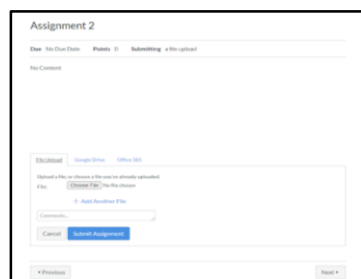 Assignment 2
Due No Due Date Points 0 Submitting a file upload
No Content
File Upload Google Drive Office 365
Upload a file, or choose a file you've already uploaded.
File: Choose File No file chosen
+ Add Another File
Comments...
Cancel Submit Assignment
◂ Previous Next ▸